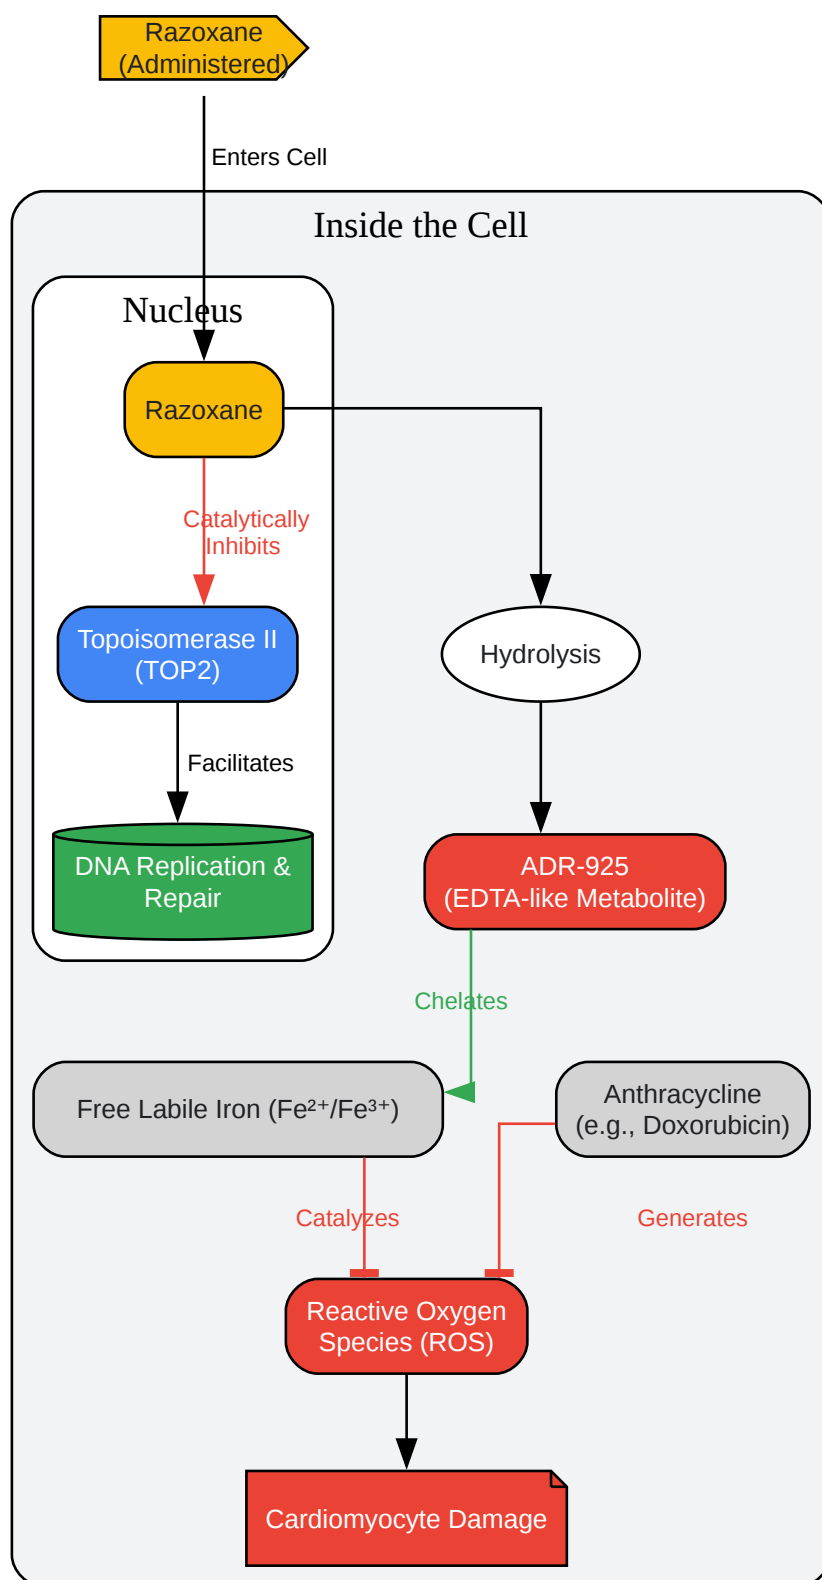 Razoxane
(Administered)
Enters Cell
Inside the Cell
Nucleus
Razoxane
Catalytically
Inhibits
Topoisomerase II
(TOP2)
Hydrolysis
Facilitates
DNA Replication &
Repair
ADR-925
(EDTA-like Metabolite)
Chelates
Free Labile Iron (Fe²⁺/Fe³⁺)
Anthracycline
(e.g., Doxorubicin)
Catalyzes
Generates
Reactive Oxygen
Species (ROS)
Cardiomyocyte Damage